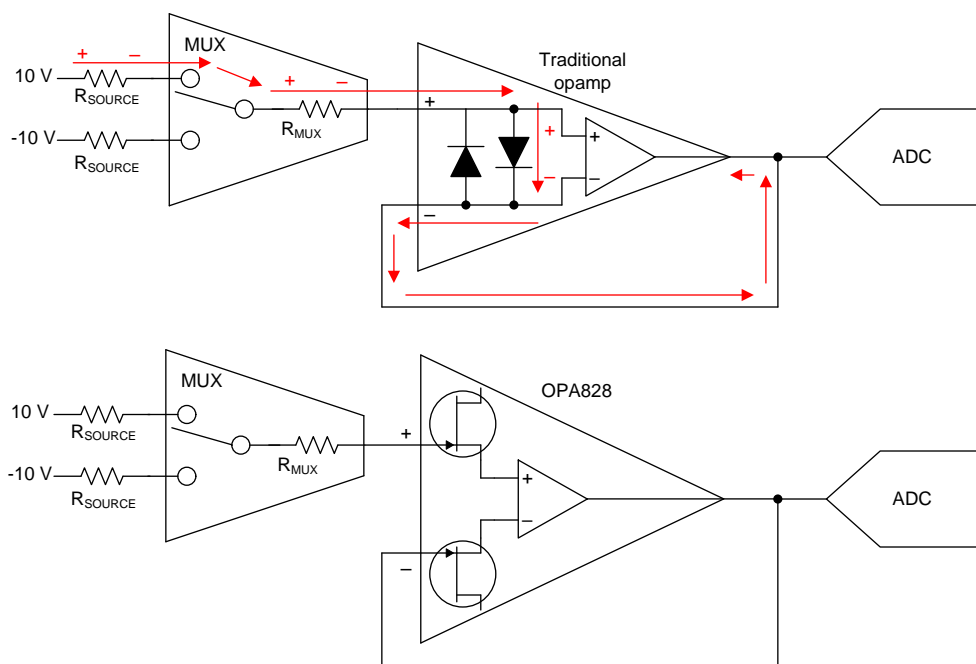 MUX
Traditional
opamp
+ −
10 V
RSOURCE
+ −
RMUX
-10 V
RSOURCE
+
−
+
−
+
−
ADC
MUX
OPA828
10 V
RSOURCE
-10 V
RSOURCE
RMUX
+
−
+
−
ADC